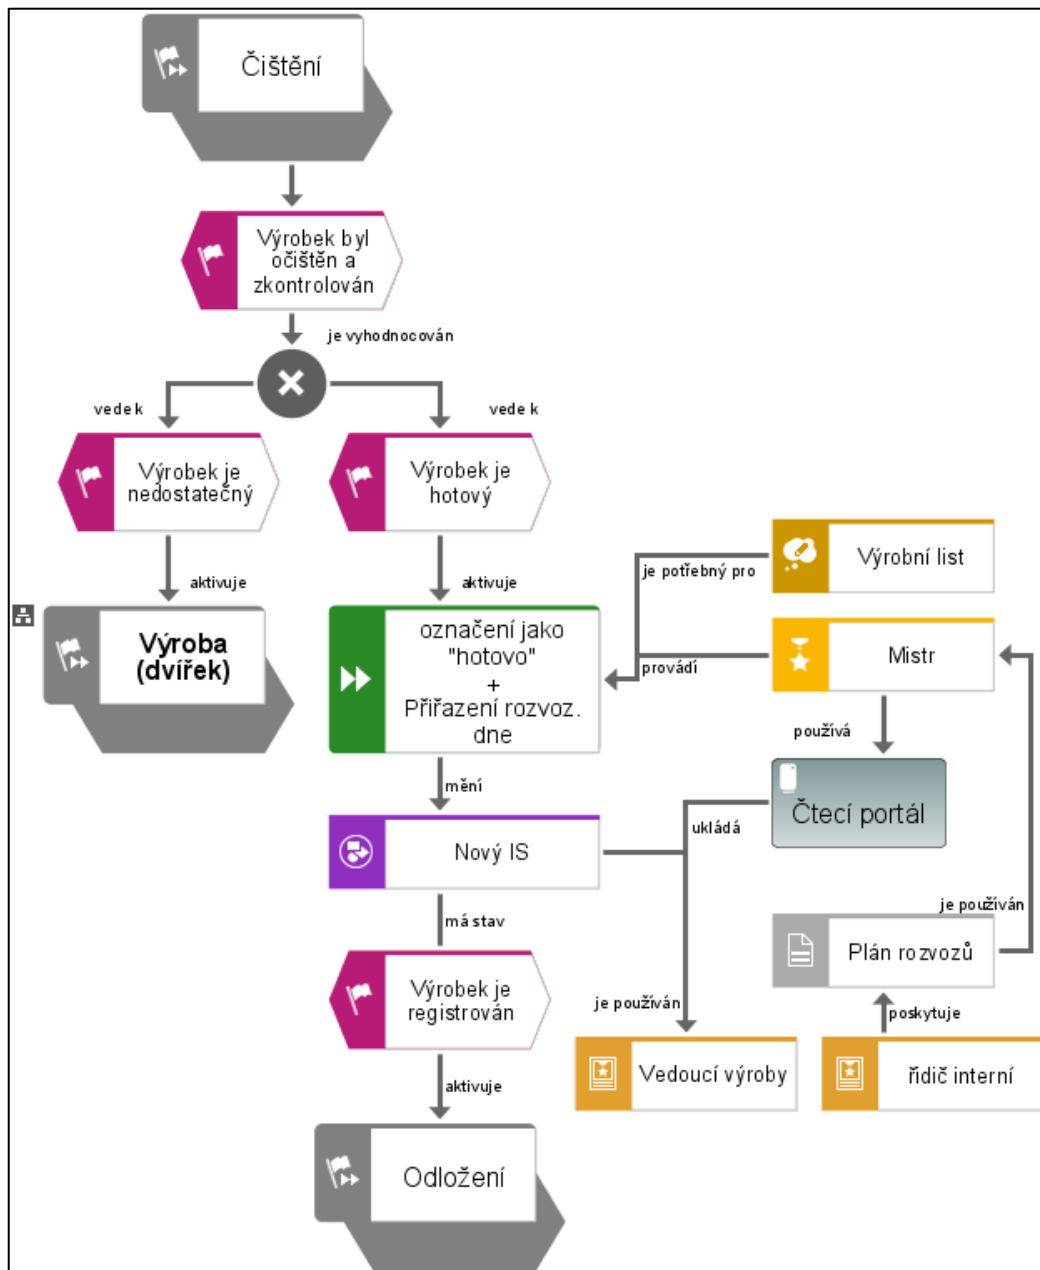 Čištění
Výrobek byl
očištěn a
zkontrolován
je vyhodnocován
vede k
vede k
Výrobek je
nedostatečný
Výrobek je
hotový
aktivuje
aktivuje
je potřebný pro
Výrobní list
Výroba
(dvířek)
označení jako
"hotovo"
+
Přiřazení rozvoz.
dne
provádí
Mistr
používá
mění
Čtecí portál
ukládá
Nový IS
je používán
má stav
Plán rozvozů
Výrobek je
registrován
je používán
poskytuje
Vedoucí výroby
řidič interní
aktivuje
Odložení